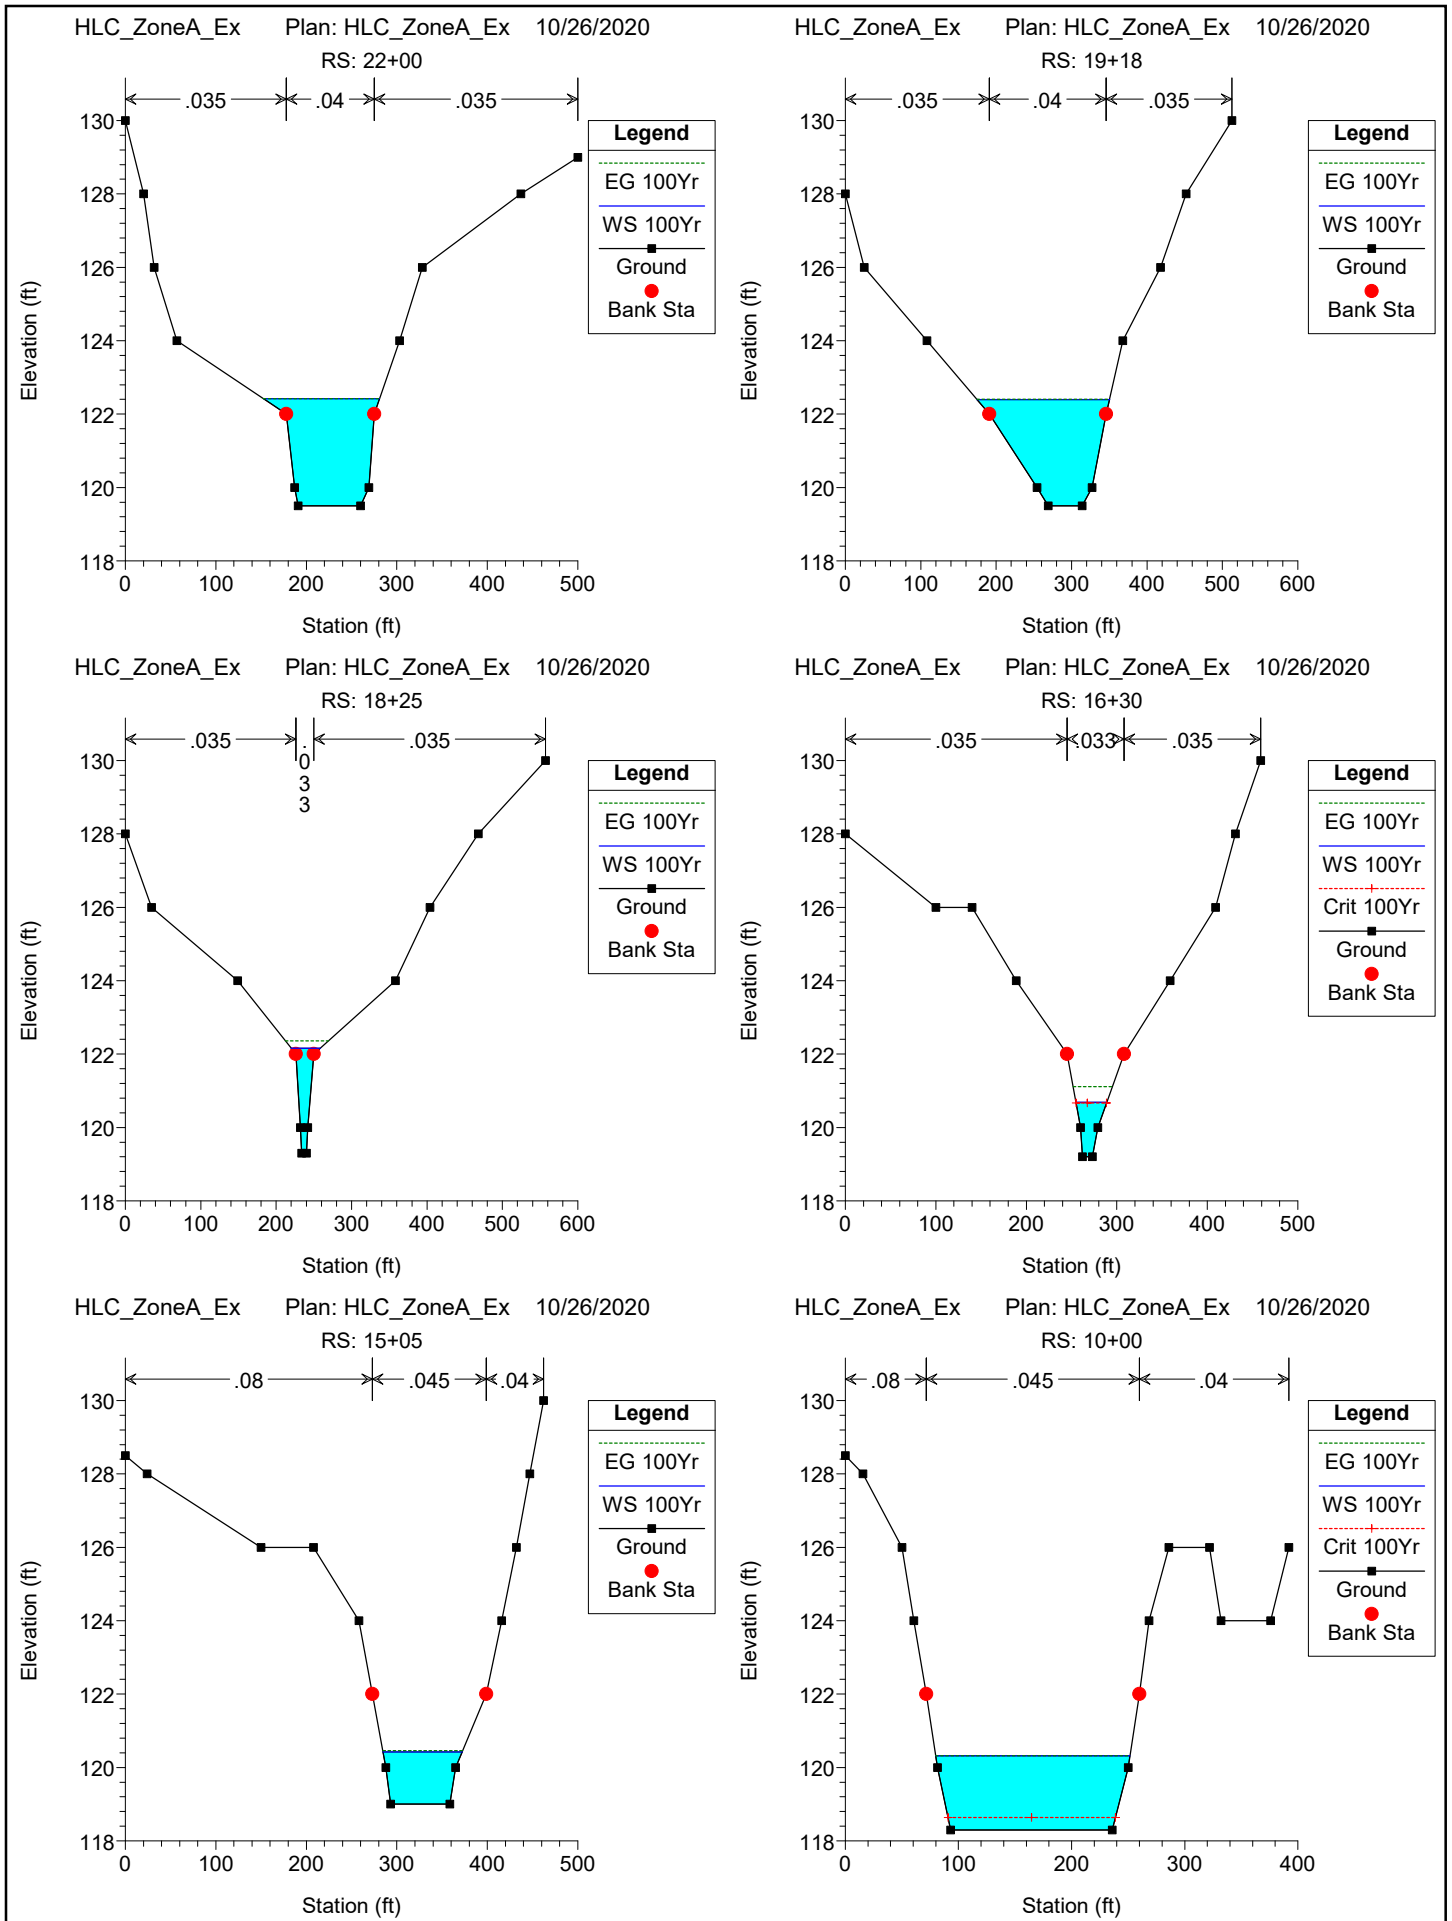 HLC_ZoneA_Ex Plan: HLC_ZoneA_Ex 10/26/2020
RS: 22+00
.035 .04 .035
130
128
126
124
122
120
118
0 100 200 300 400 500
Elevation (ft)
Station (ft)
Legend
EG 100Yr
WS 100Yr
Ground
Bank Sta
HLC_ZoneA_Ex Plan: HLC_ZoneA_Ex 10/26/2020
RS: 19+18
.035 .04 .035
130
128
126
124
122
120
118
0 100 200 300 400 500 600
Elevation (ft)
Station (ft)
Legend
EG 100Yr
WS 100Yr
Ground
Bank Sta
HLC_ZoneA_Ex Plan: HLC_ZoneA_Ex 10/26/2020
RS: 18+25
.035 .033 .035
130
128
126
124
122
120
118
0 100 200 300 400 500 600
Elevation (ft)
Station (ft)
Legend
EG 100Yr
WS 100Yr
Ground
Bank Sta
HLC_ZoneA_Ex Plan: HLC_ZoneA_Ex 10/26/2020
RS: 16+30
.035 .033 .035
130
128
126
124
122
120
118
0 100 200 300 400 500
Elevation (ft)
Station (ft)
Legend
EG 100Yr
WS 100Yr
Crit 100Yr
Ground
Bank Sta
HLC_ZoneA_Ex Plan: HLC_ZoneA_Ex 10/26/2020
RS: 15+05
.08 .045 .04
130
128
126
124
122
120
118
0 100 200 300 400 500
Elevation (ft)
Station (ft)
Legend
EG 100Yr
WS 100Yr
Ground
Bank Sta
HLC_ZoneA_Ex Plan: HLC_ZoneA_Ex 10/26/2020
RS: 10+00
.08 .045 .04
130
128
126
124
122
120
118
0 100 200 300 400
Elevation (ft)
Station (ft)
Legend
EG 100Yr
WS 100Yr
Crit 100Yr
Ground
Bank Sta